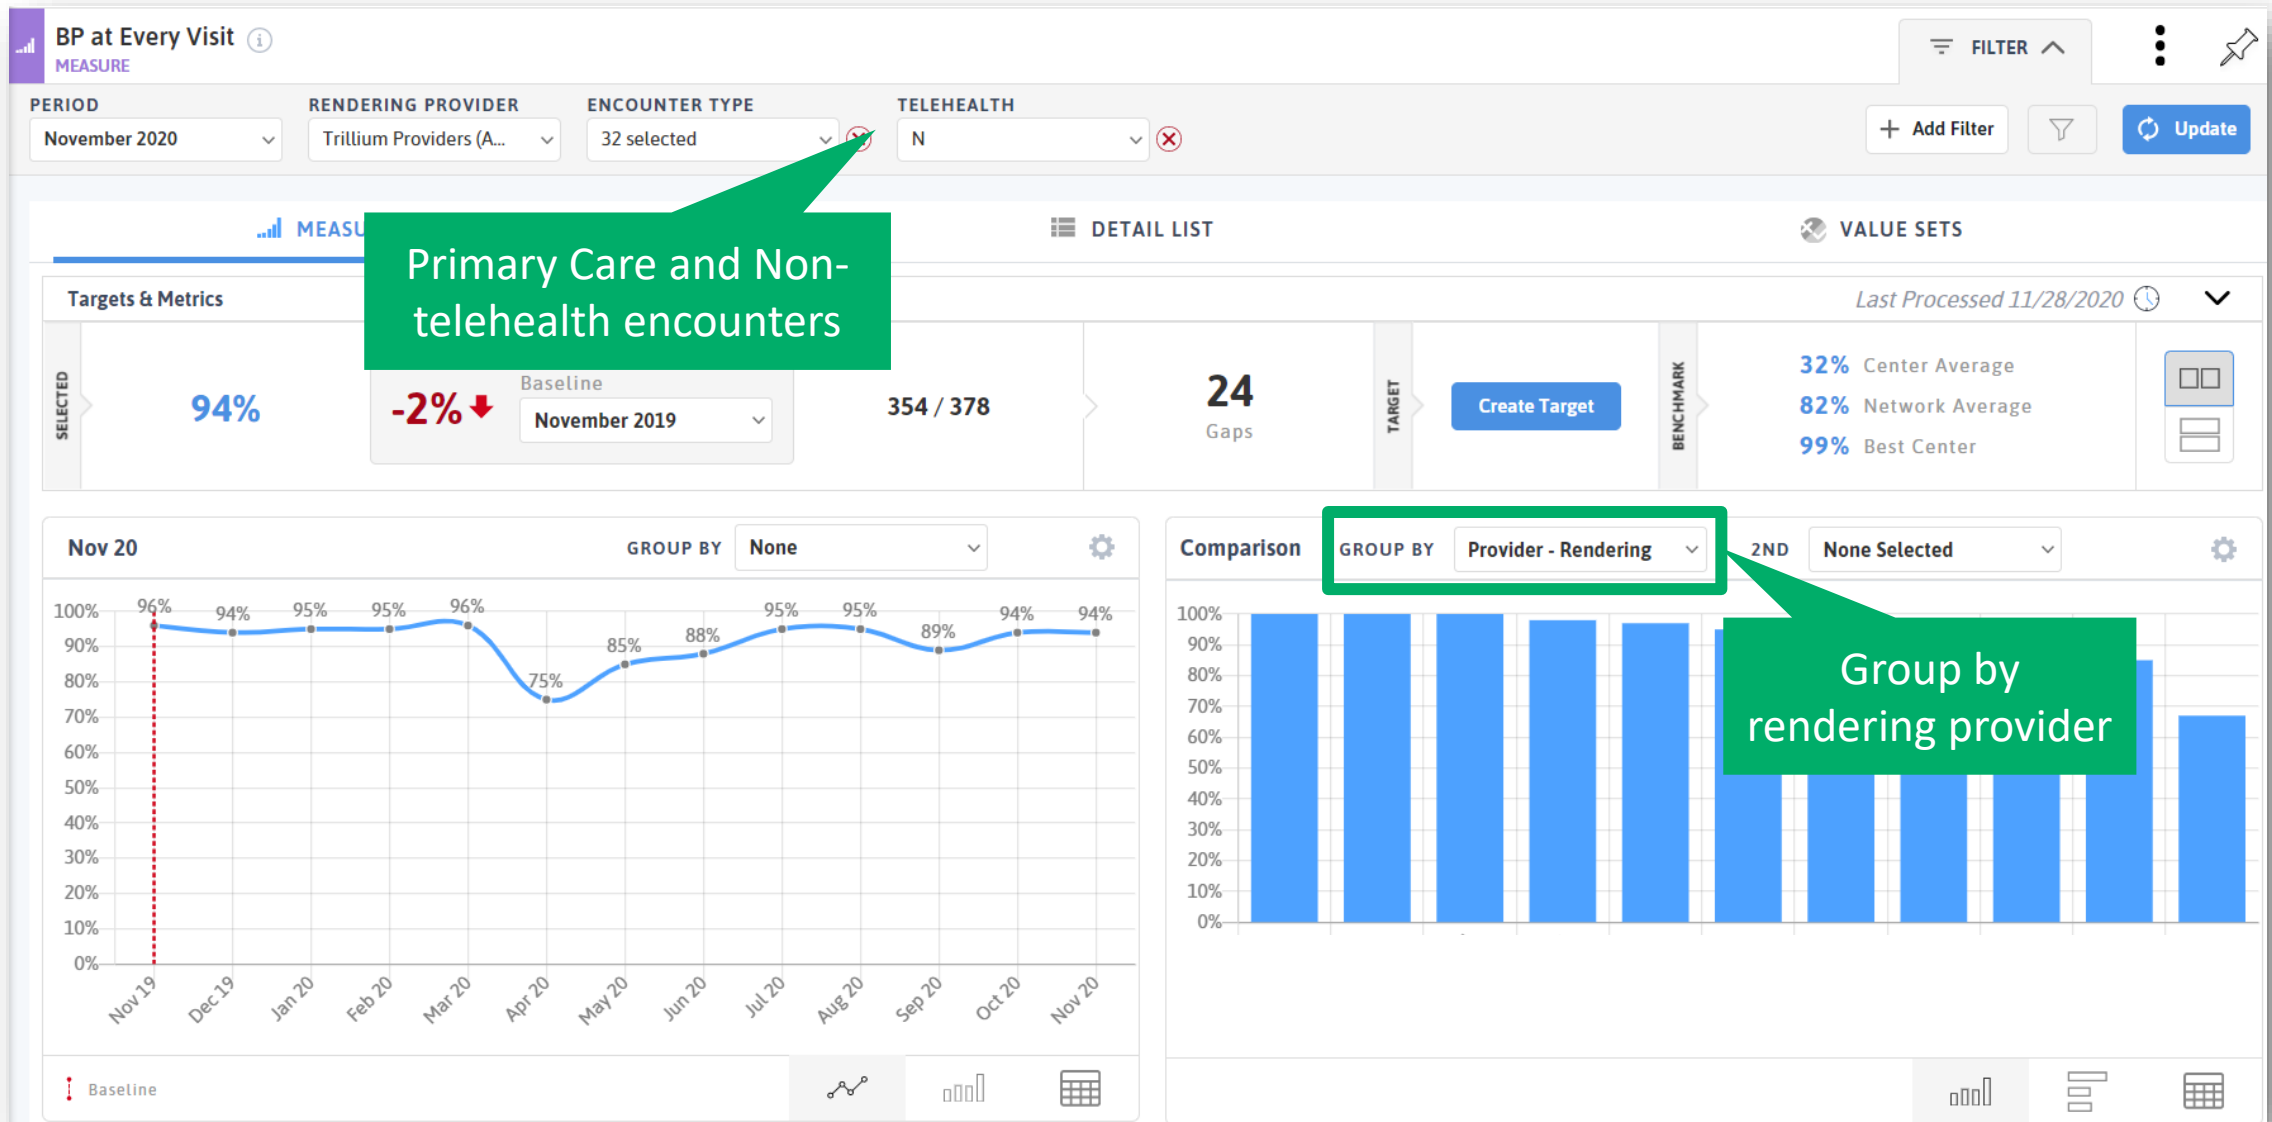 BP at Every Visit
MEASURE
FILTER
PERIOD
RENDERING PROVIDER
ENCOUNTER TYPE
TELEHEALTH
November 2020
Trillium Providers (A...
32 selected
N
+ Add Filter
Update
DETAIL LIST
VALUE SETS
Primary Care and Non-
telehealth encounters
Targets & Metrics
Last Processed 11/28/2020
SELECTED
94%
-2%
Baseline
November 2019
354 / 378
24
Gaps
TARGET
Create Target
BENCHMARK
32% Center Average
82% Network Average
99% Best Center
Nov 20
GROUP BY
None
Comparison
GROUP BY
Provider - Rendering
2ND
None Selected
100%
90%
80%
70%
60%
50%
40%
30%
20%
10%
0%
96%
94%
95%
95%
96%
75%
85%
88%
95%
95%
89%
94%
94%
Nov 19
Dec 19
Jan 20
Feb 20
Mar 20
Apr 20
May 20
Jun 20
Jul 20
Aug 20
Sep 20
Oct 20
Nov 20
Baseline
100%
90%
80%
70%
60%
50%
40%
30%
20%
10%
0%
Group by
rendering provider